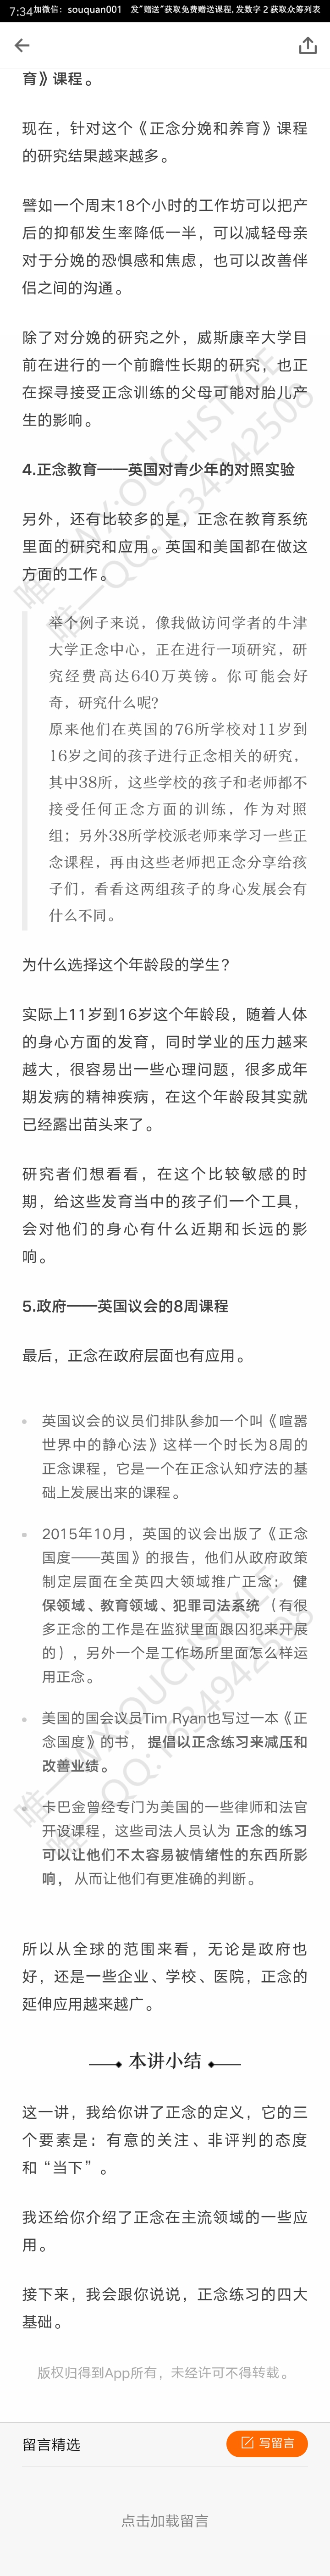 7:34加微信：souquan001 发"赠送"获取免费赠送课程, 发数字 2 获取众筹列表
育》课程。
现在，针对这个《正念分娩和养育》课程
的研究结果越来越多。
譬如一个周末18个小时的工作坊可以把产
后的抑郁发生率降低一半，可以减轻母亲
对于分娩的恐惧感和焦虑，也可以改善伴
侣之间的沟通。
除了对分娩的研究之外，威斯康辛大学目
前在进行的一个前瞻性长期的研究，也正
在探寻接受正念训练的父母可能对胎儿产
生的影响。
4.正念教育——英国对青少年的对照实验
另外，还有比较多的是，正念在教育系统
里面的研究和应用。英国和美国都在做这
方面的工作。
举个例子来说，像我做访问学者的牛津
大学正念中心，正在进行一项研究，研
究经费高达640万英镑。你可能会好
奇，研究什么呢？
原来他们在英国的76所学校对11岁到
16岁之间的孩子进行正念相关的研究，
其中38所，这些学校的孩子和老师都不
接受任何正念方面的训练，作为对照
组；另外38所学校派老师来学习一些正
念课程，再由这些老师把正念分享给孩
子们，看看这两组孩子的身心发展会有
什么不同。
为什么选择这个年龄段的学生？
实际上11岁到16岁这个年龄段，随着人体
的身心方面的发育，同时学业的压力越来
越大，很容易出一些心理问题，很多成年
期发病的精神疾病，在这个年龄段其实就
已经露出苗头来了。
研究者们想看看，在这个比较敏感的时
期，给这些发育当中的孩子们一个工具，
会对他们的身心有什么近期和长远的影
响。
5.政府——英国议会的8周课程
最后，正念在政府层面也有应用。
英国议会的议员们排队参加一个叫《喧嚣
世界中的静心法》这样一个时长为8周的
正念课程，它是一个在正念认知疗法的基
础上发展出来的课程。
2015年10月，英国的议会出版了《正念
国度——英国》的报告，他们从政府政策
制定层面在全英四大领域推广正念： 健
保领域、教育领域、犯罪司法系统（有很
多正念的工作是在监狱里面跟囚犯来开展
的），另外一个是工作场所里面怎么样运
用正念。
美国的国会议员Tim Ryan也写过一本《正
念国度》的书， 提倡以正念练习来减压和
改善业绩。
卡巴金曾经专门为美国的一些律师和法官
开设课程，这些司法人员认为 正念的练习
可以让他们不太容易被情绪性的东西所影
响， 从而让他们有更准确的判断。
所以从全球的范围来看，无论是政府也
好，还是一些企业、学校、医院，正念的
延伸应用越来越广。
本讲小结
这一讲，我给你讲了正念的定义，它的三
个要素是：有意的关注、非评判的态度
和“当下”。
我还给你介绍了正念在主流领域的一些应
用。
接下来，我会跟你说说，正念练习的四大
基础。
版权归得到App所有，未经许可不得转载。
留言精选
写留言
点击加载留言